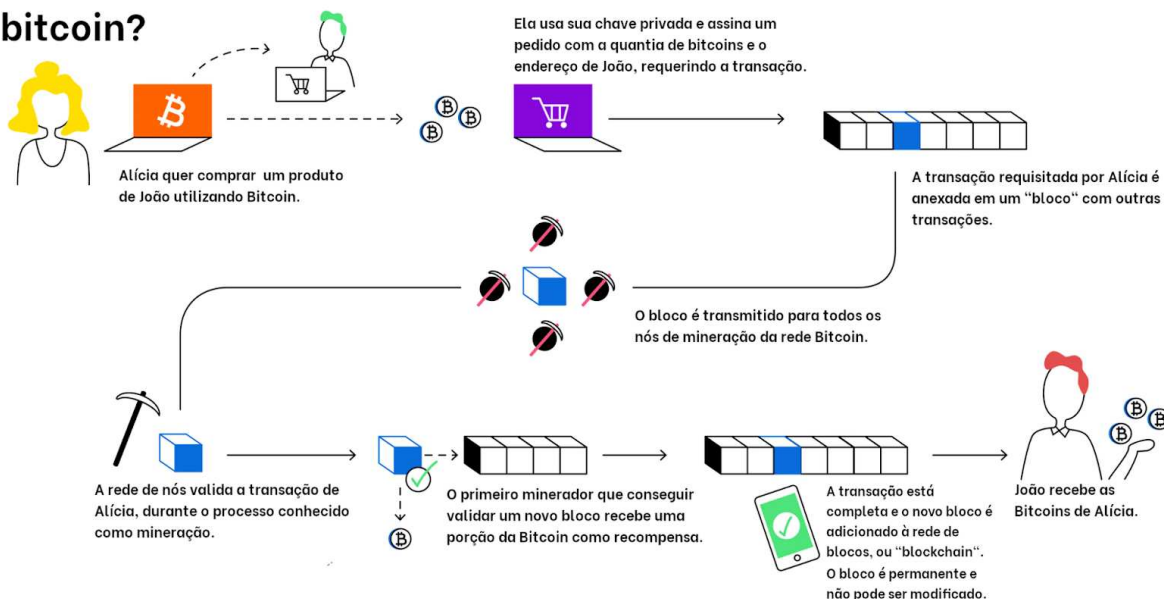 bitcoin?
Ela usa sua chave privada e assina um
pedido com a quantia de bitcoins e o
endereço de João, requerindo a transação.
Alícia quer comprar um produto
de João utilizando Bitcoin.
A transação requisitada por Alícia é
anexada em um “bloco“ com outras
transações.
O bloco é transmitido para todos os
nós de mineração da rede Bitcoin.
A rede de nós valida a transação de
Alícia, durante o processo conhecido
como mineração.
O primeiro minerador que conseguir
validar um novo bloco recebe uma
porção da Bitcoin como recompensa.
A transação está
completa e o novo bloco é
adicionado à rede de
blocos, ou “blockchain“.
O bloco é permanente e
não pode ser modificado.
João recebe as
Bitcoins de Alícia.